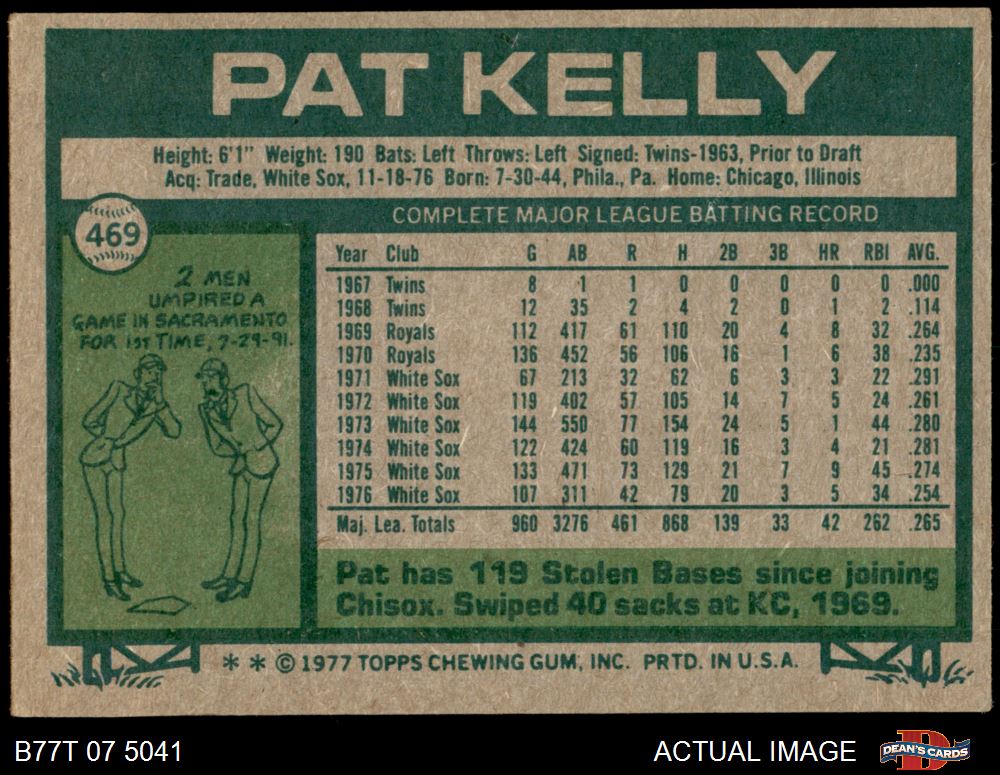 PAT KELLY
Height: 6'1" Weight: 190 Bats: Left Throws: Left Signed: Twins-1963, Prior to Draft
Acq: Trade, White Sox, 11-18-76 Born: 7-30-44, Phila., Pa. Home: Chicago, Illinois
469
2 MEN
UMPIRED A
GAME IN SACRAMENTO
FOR 1ST TIME, 7-29-91.
COMPLETE MAJOR LEAGUE BATTING RECORD
Year Club G AB R H 2B 3B HR RBI AVG.
1967 Twins 8 1 1 0 0 0 0 0 .000
1968 Twins 12 35 2 4 2 0 1 2 .114
1969 Royals 112 417 61 110 20 4 8 32 .264
1970 Royals 136 452 56 106 16 1 6 38 .235
1971 White Sox 67 213 32 62 6 3 3 22 .291
1972 White Sox 119 402 57 105 14 7 5 24 .261
1973 White Sox 144 550 77 154 24 5 1 44 .280
1974 White Sox 122 424 60 119 16 3 4 21 .281
1975 White Sox 133 471 73 129 21 7 9 45 .274
1976 White Sox 107 311 42 79 20 3 5 34 .254
Maj. Lea. Totals 960 3276 461 868 139 33 42 262 .265
Pat has 119 Stolen Bases since joining
Chisox. Swiped 40 sacks at KC, 1969.
* * © 1977 TOPPS CHEWING GUM, INC. PRTD. IN U.S.A.
B77T 07 5041
ACTUAL IMAGE
D
DEAN'S CARDS